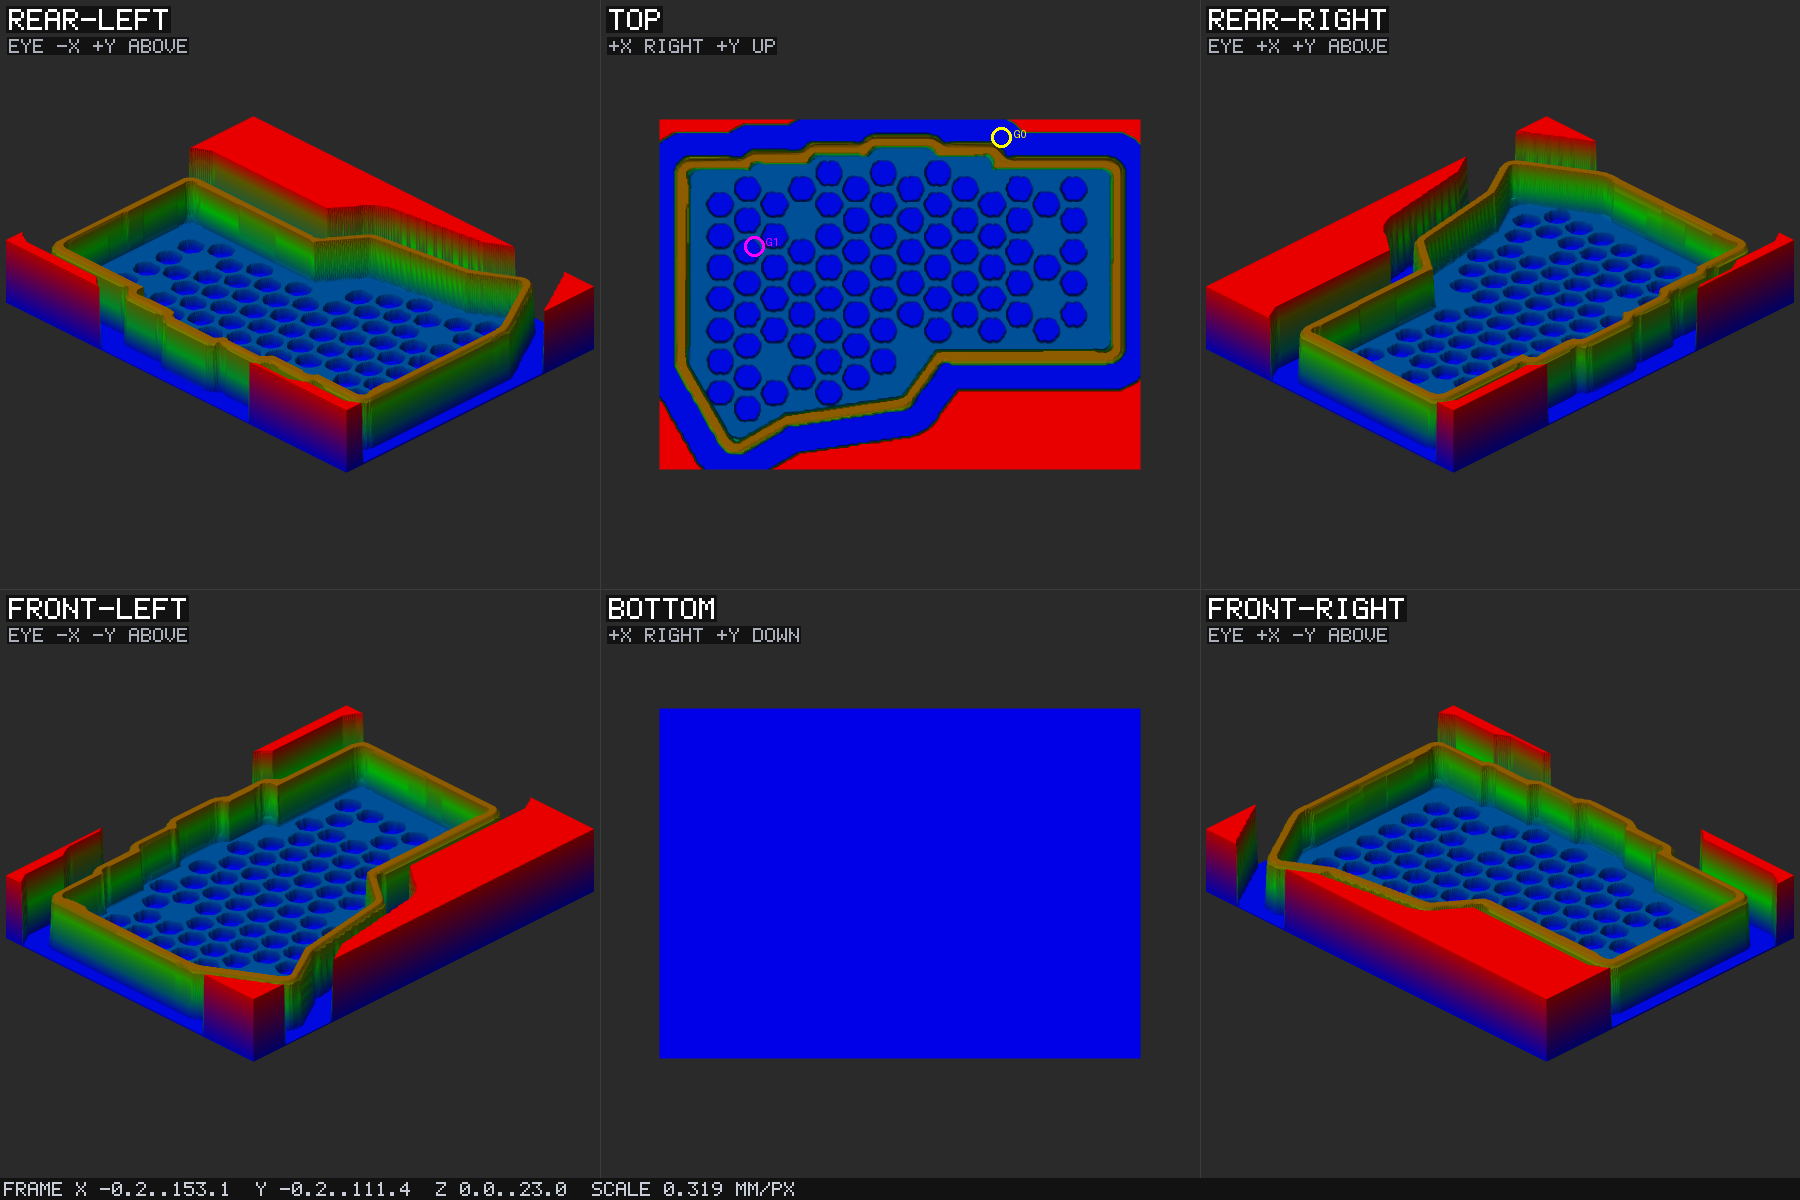 REAR-LEFT
EYE -X +Y ABOVE
TOP
+X RIGHT +Y UP
REAR-RIGHT
EYE +X +Y ABOVE
G0
G1
FRONT-LEFT
EYE -X -Y ABOVE
BOTTOM
+X RIGHT +Y DOWN
FRONT-RIGHT
EYE +X -Y ABOVE
FRAME X -0.2..153.1 Y -0.2..111.4 Z 0.0..23.0 SCALE 0.319 MM/PX